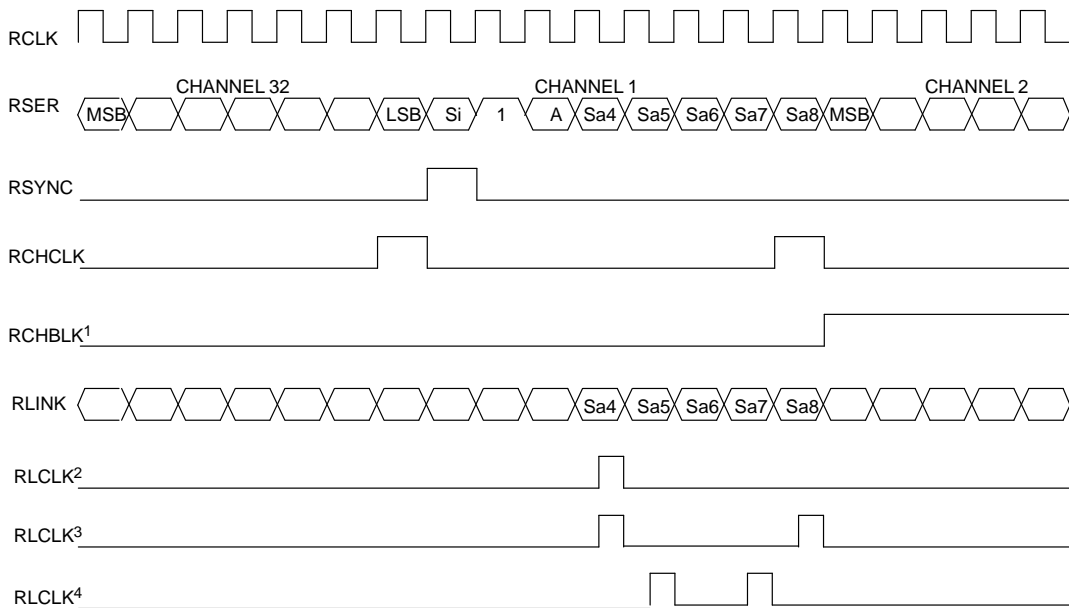 RCLK
CHANNEL 32 CHANNEL 1 CHANNEL 2
RSER MSB LSB Si 1 A Sa4 Sa5 Sa6 Sa7 Sa8 MSB
RSYNC
RCHCLK
RCHBLK1
RLINK Sa4 Sa5 Sa6 Sa7 Sa8
RLCLK2
RLCLK3
RLCLK4